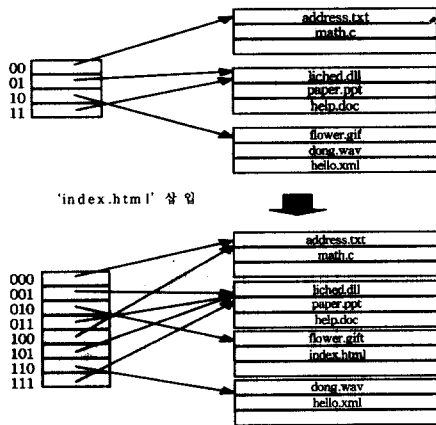 address.txt
math.c
00
01
10
11
liched.dll
paper.ppt
help.doc
flower.gif
dong.wav
hello.xml
'index.html' 삽입
address.txt
math.c
000
001
010
011
100
101
110
111
liched.dll
paper.ppt
help.doc
flower.gift
index.html
dong.wav
hello.xml